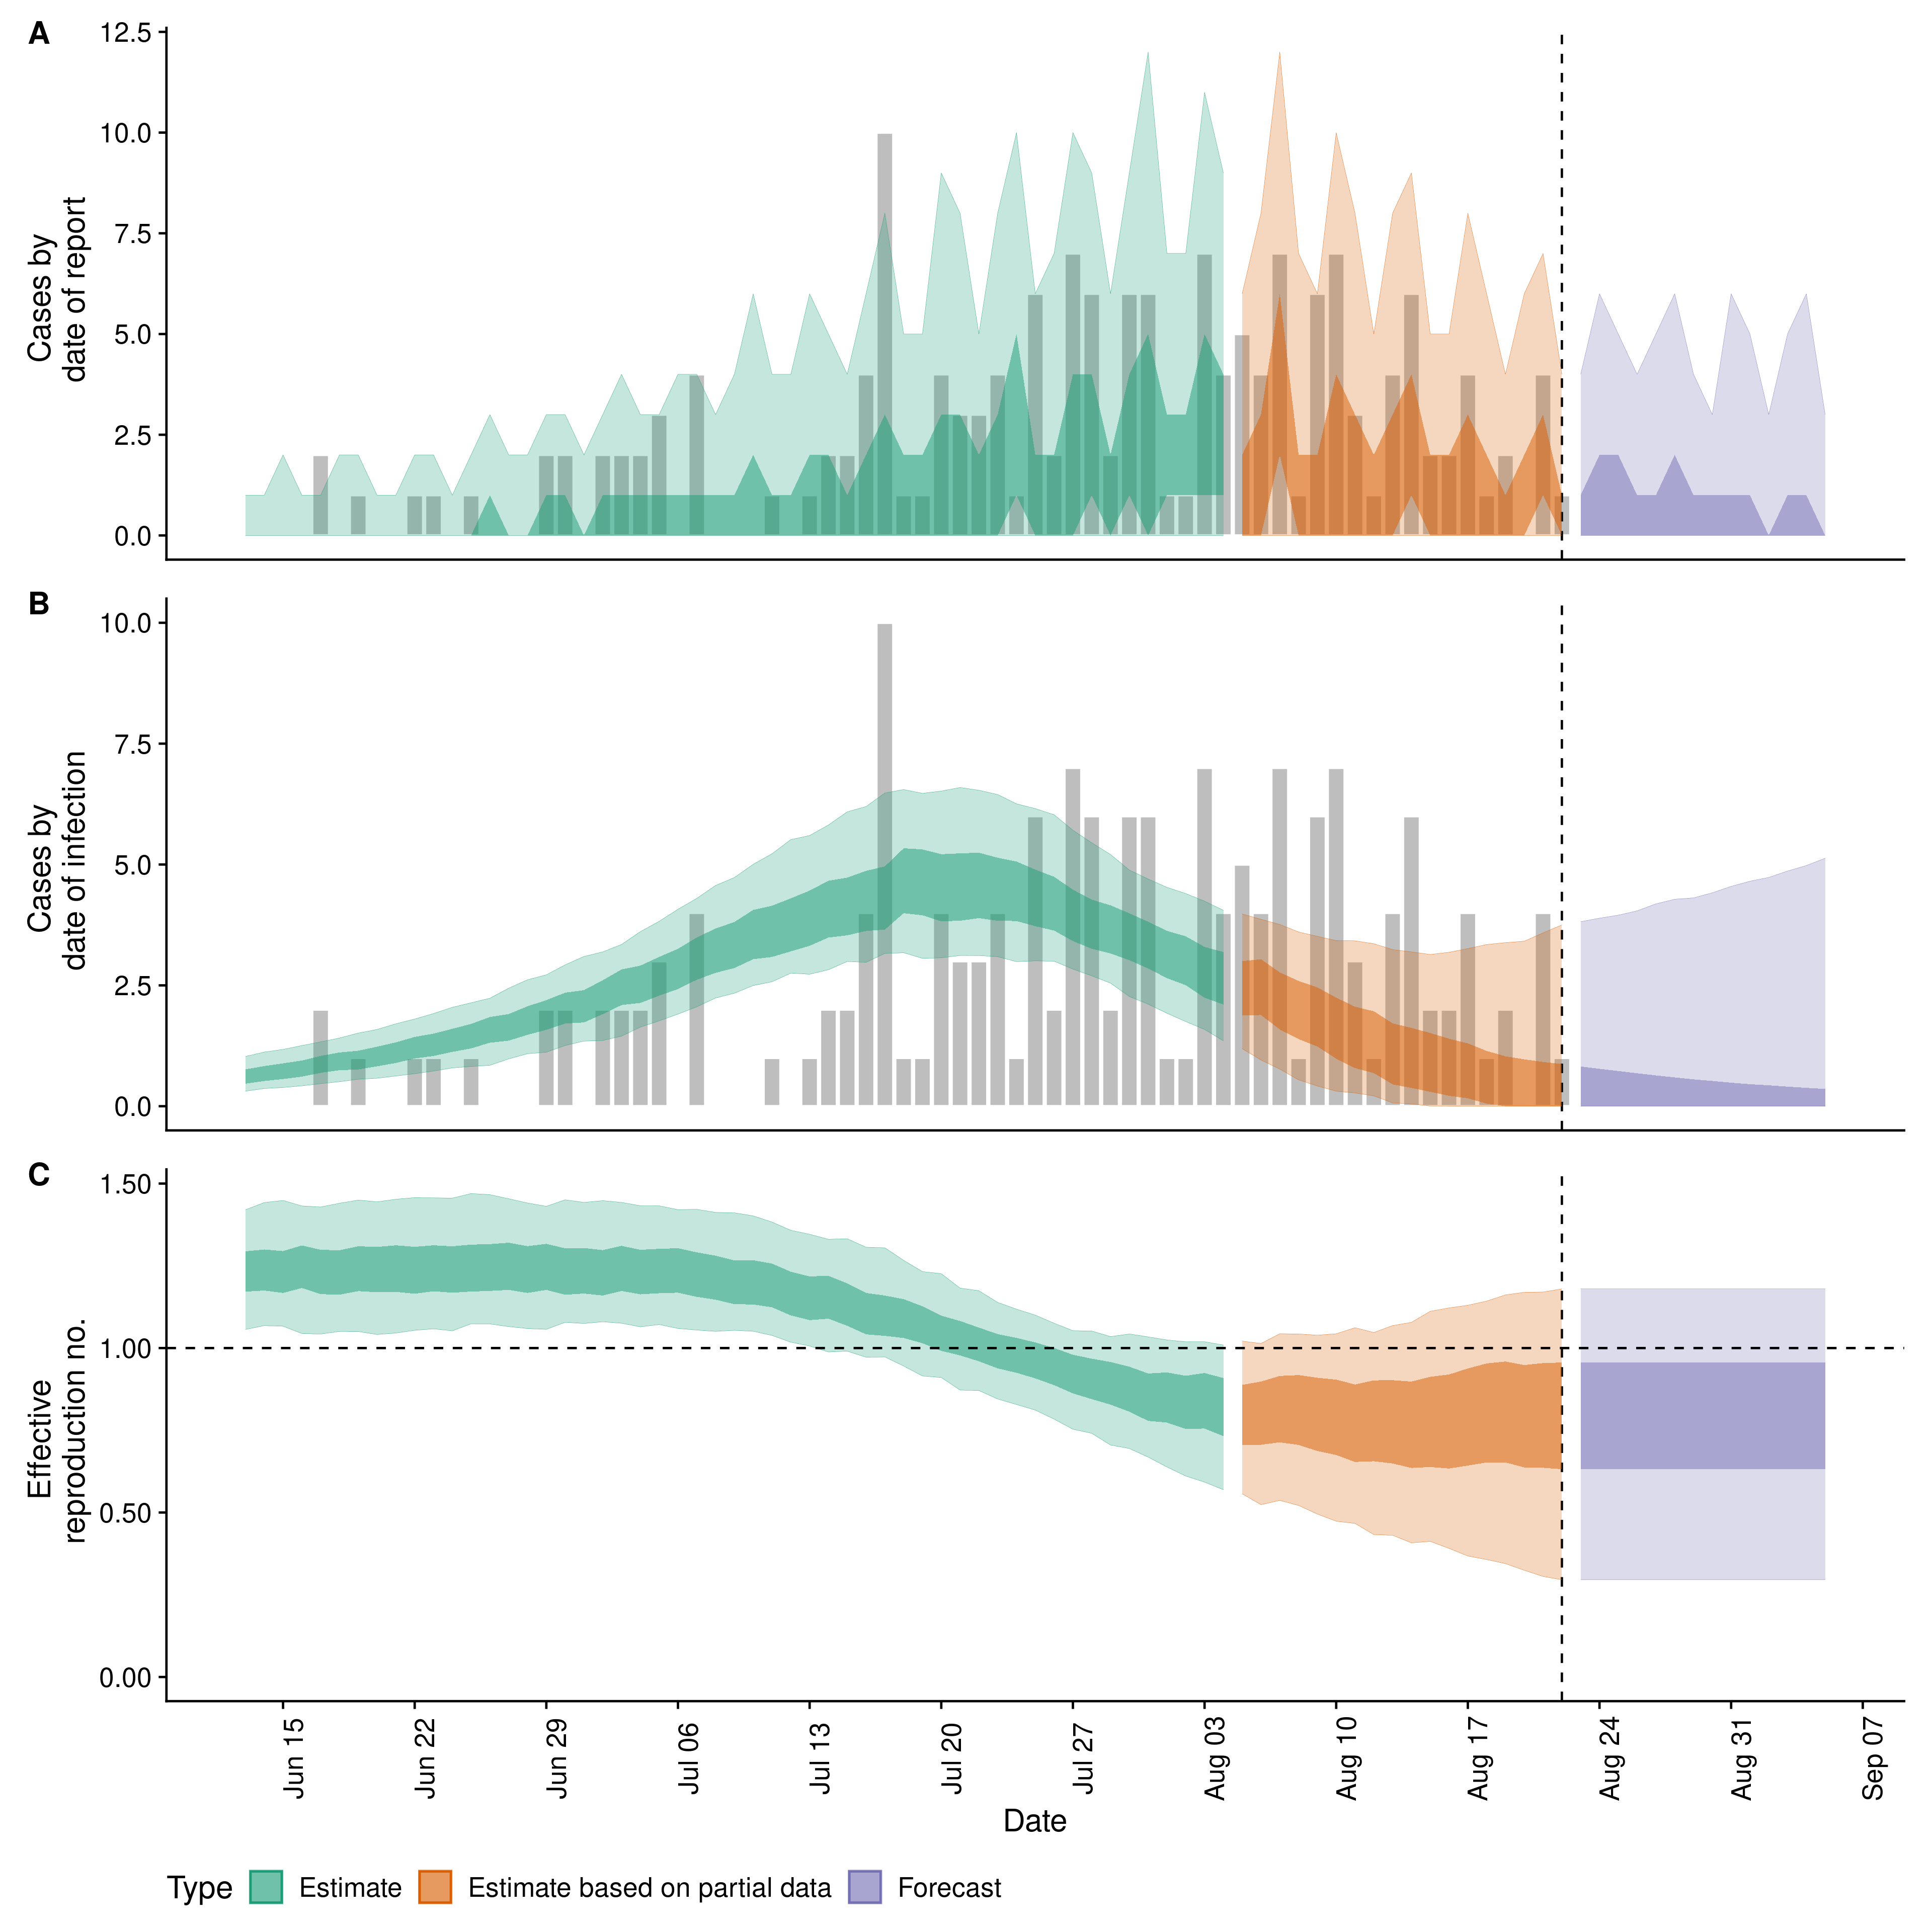 A
12.5
10.0
7.5
5.0
2.5
0.0
Cases by
date of report
B
10.0
7.5
5.0
2.5
0.0
Cases by
date of infection
C
1.50
1.00
0.50
0.00
Effective
reproduction no.
Jun 15
Jun 22
Jun 29
Jul 06
Jul 13
Jul 20
Jul 27
Aug 03
Aug 10
Aug 17
Aug 24
Aug 31
Sep 07
Date
Type Estimate Estimate based on partial data Forecast